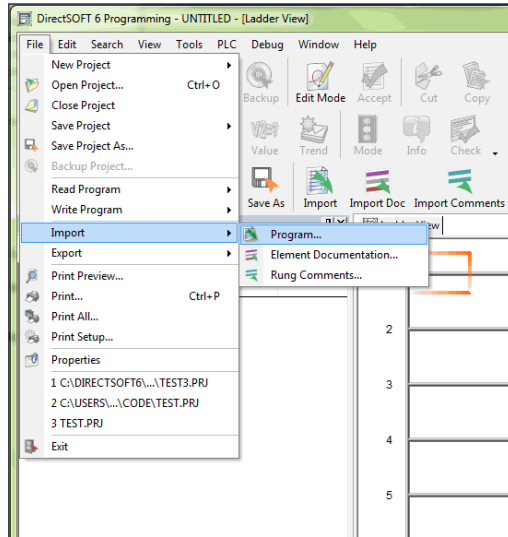 DirectSOFT 6 Programming - UNTITLED - [Ladder View]
File Edit Search View Tools PLC Debug Window Help
New Project
Open Project... Ctrl+O
Close Project
Save Project
Save Project As...
Backup Project...
Read Program
Write Program
Import
Export
Print Preview...
Print... Ctrl+P
Print All...
Print Setup...
Properties
1 C:\DIRECTSOFT6\...\TEST3.PRJ
2 C:\USERS\...\CODE\TEST.PRJ
3 TEST.PRJ
Exit
Backup Edit Mode Accept Cut Copy
Value Trend Mode Info Check
Save As Import Import Doc Import Comments
Program...
Element Documentation...
Rung Comments...
2
3
4
5